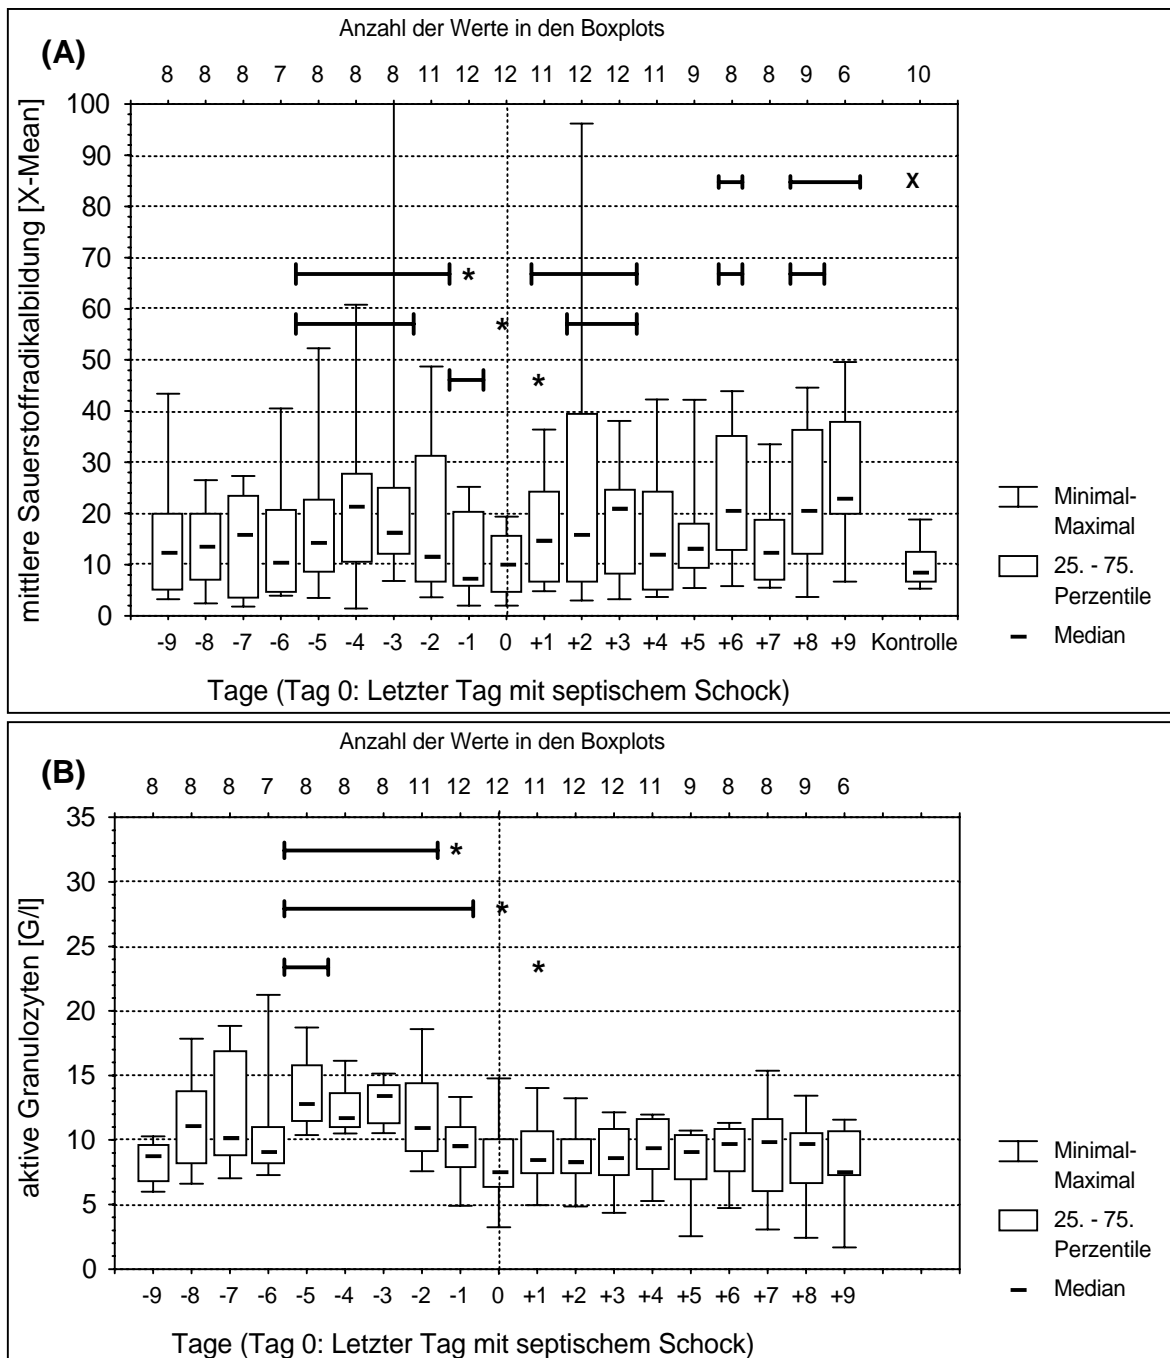 Anzahl der Werte in den Boxplots
(A)
8 8 8 7 8 8 8 11 12 12 11 12 12 11 9 8 8 9 6 10
mittlere Sauerstoffradikalbildung [X-Mean]
100
90
80
70
60
50
40
30
20
10
0
* * * x
-9 -8 -7 -6 -5 -4 -3 -2 -1 0 +1 +2 +3 +4 +5 +6 +7 +8 +9 Kontrolle
Tage (Tag 0: Letzter Tag mit septischem Schock)
Minimal-
Maximal
25. - 75.
Perzentile
Median
Anzahl der Werte in den Boxplots
(B)
8 8 8 7 8 8 8 11 12 12 11 12 12 11 9 8 8 9 6
aktive Granulozyten [G/l]
35
30
25
20
15
10
5
0
* * *
-9 -8 -7 -6 -5 -4 -3 -2 -1 0 +1 +2 +3 +4 +5 +6 +7 +8 +9
Tage (Tag 0: Letzter Tag mit septischem Schock)
Minimal-
Maximal
25. - 75.
Perzentile
Median